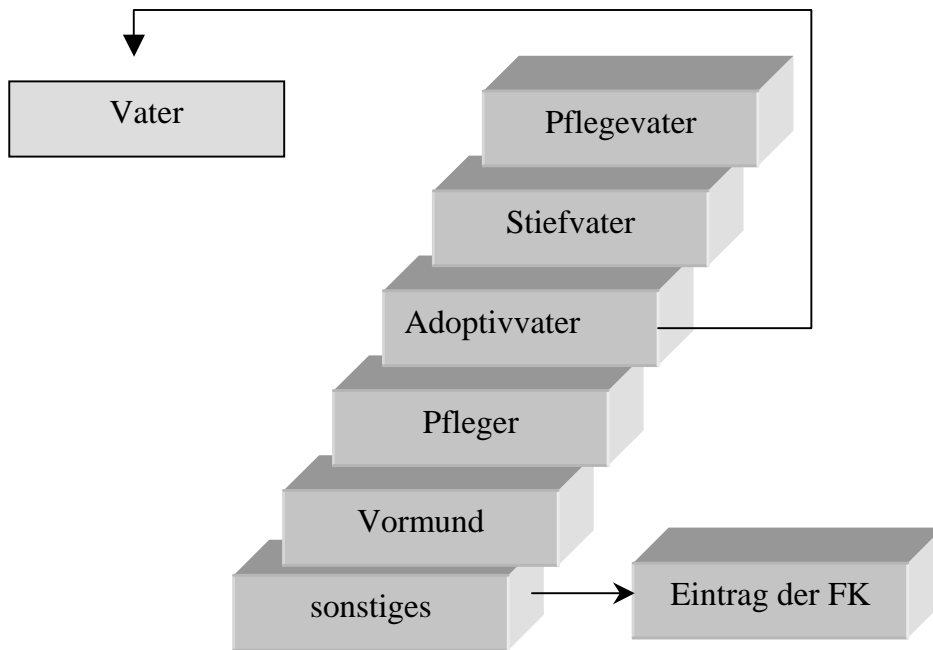 Vater
Pflegevater
Stiefvater
Adoptivvater
Pfleger
Vormund
sonstiges
Eintrag der FK